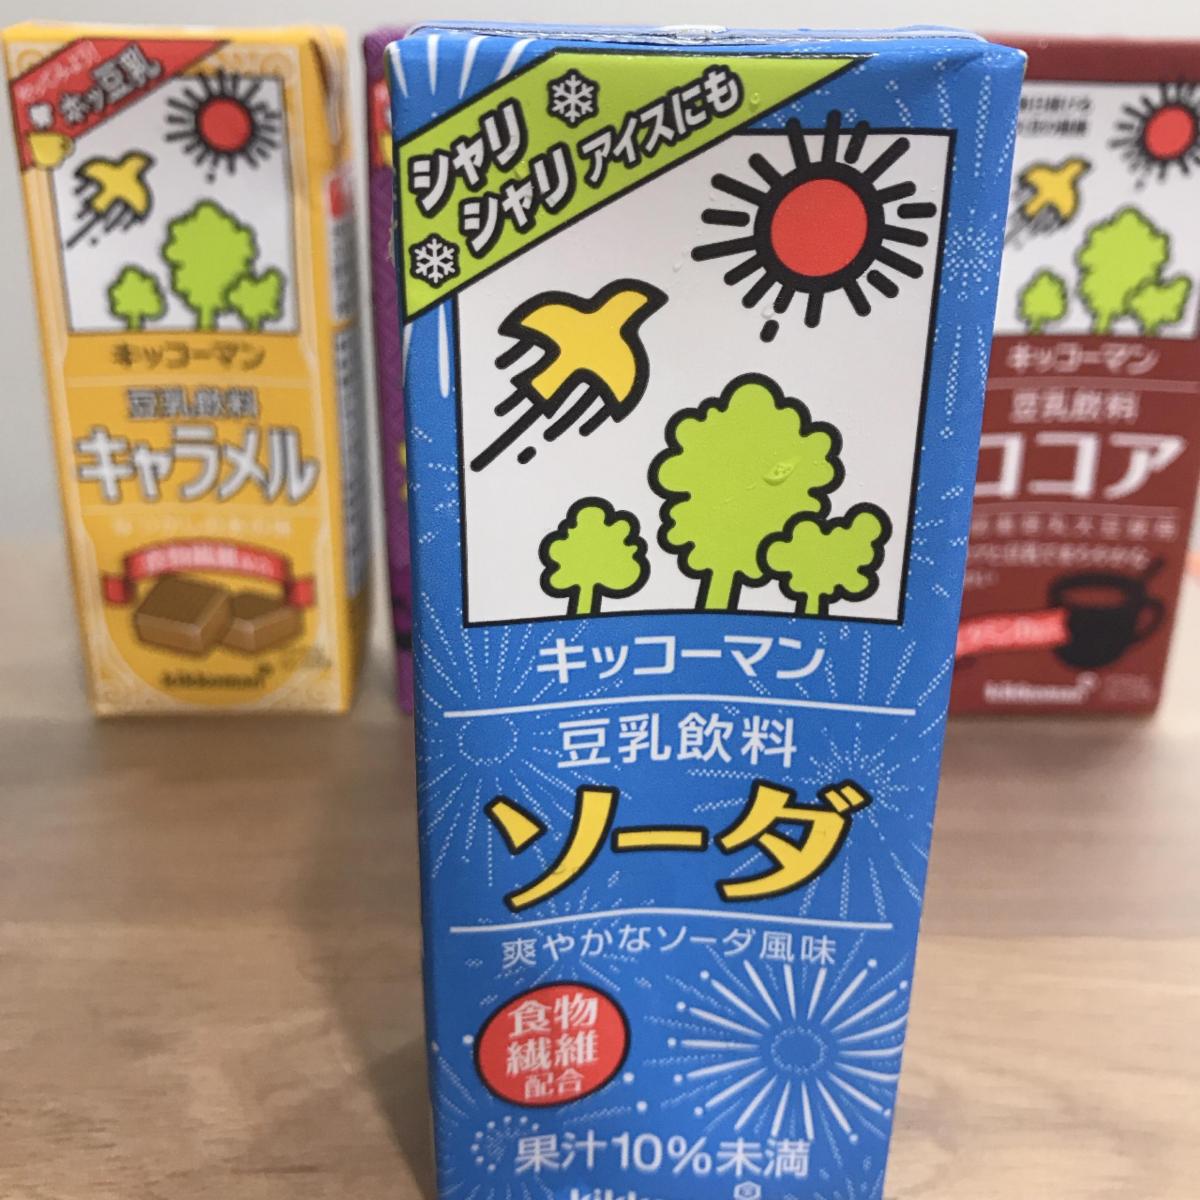 シャリ
シャリ アイスにも
キッコーマン
豆乳飲料
ソーダ
爽やかなソーダ風味
食物
繊維
配合
果汁10%未満
ホッ豆乳
キッコーマン
豆乳飲料
キャラメル
kikkoman
キッコーマン
豆乳飲料
ココア
kikkoman